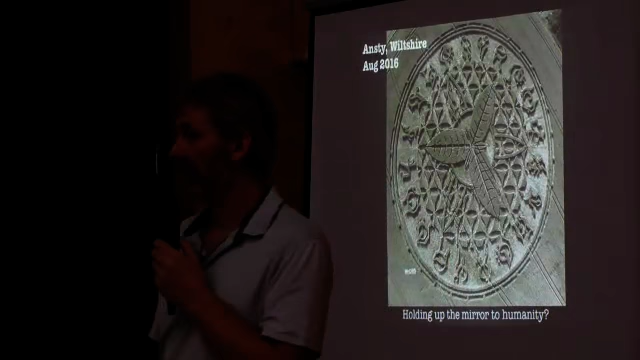 Ansty, Wiltshire
Aug 2016
Holding up the mirror to humanity?